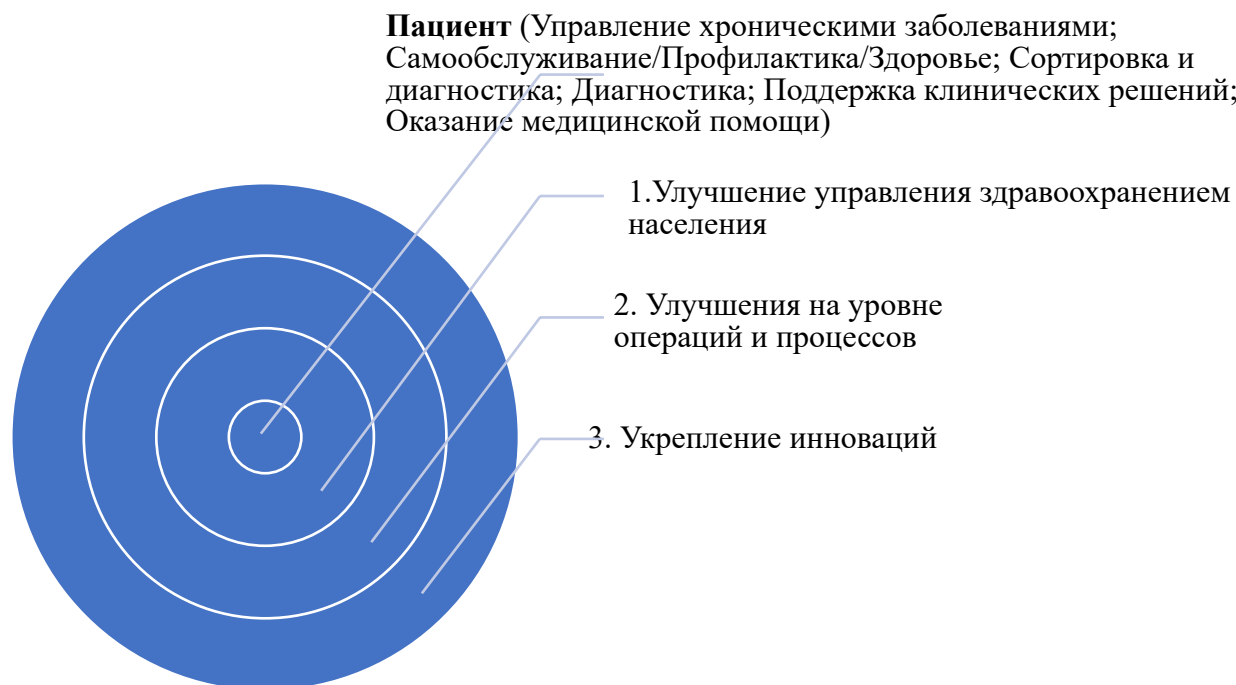 Пациент (Управление хроническими заболеваниями;
Самообслуживание/Профилактика/Здоровье; Сортировка и
диагностика; Диагностика; Поддержка клинических решений;
Оказание медицинской помощи)
1.Улучшение управления здравоохранением
населения
2. Улучшения на уровне
операций и процессов
3. Укрепление инноваций